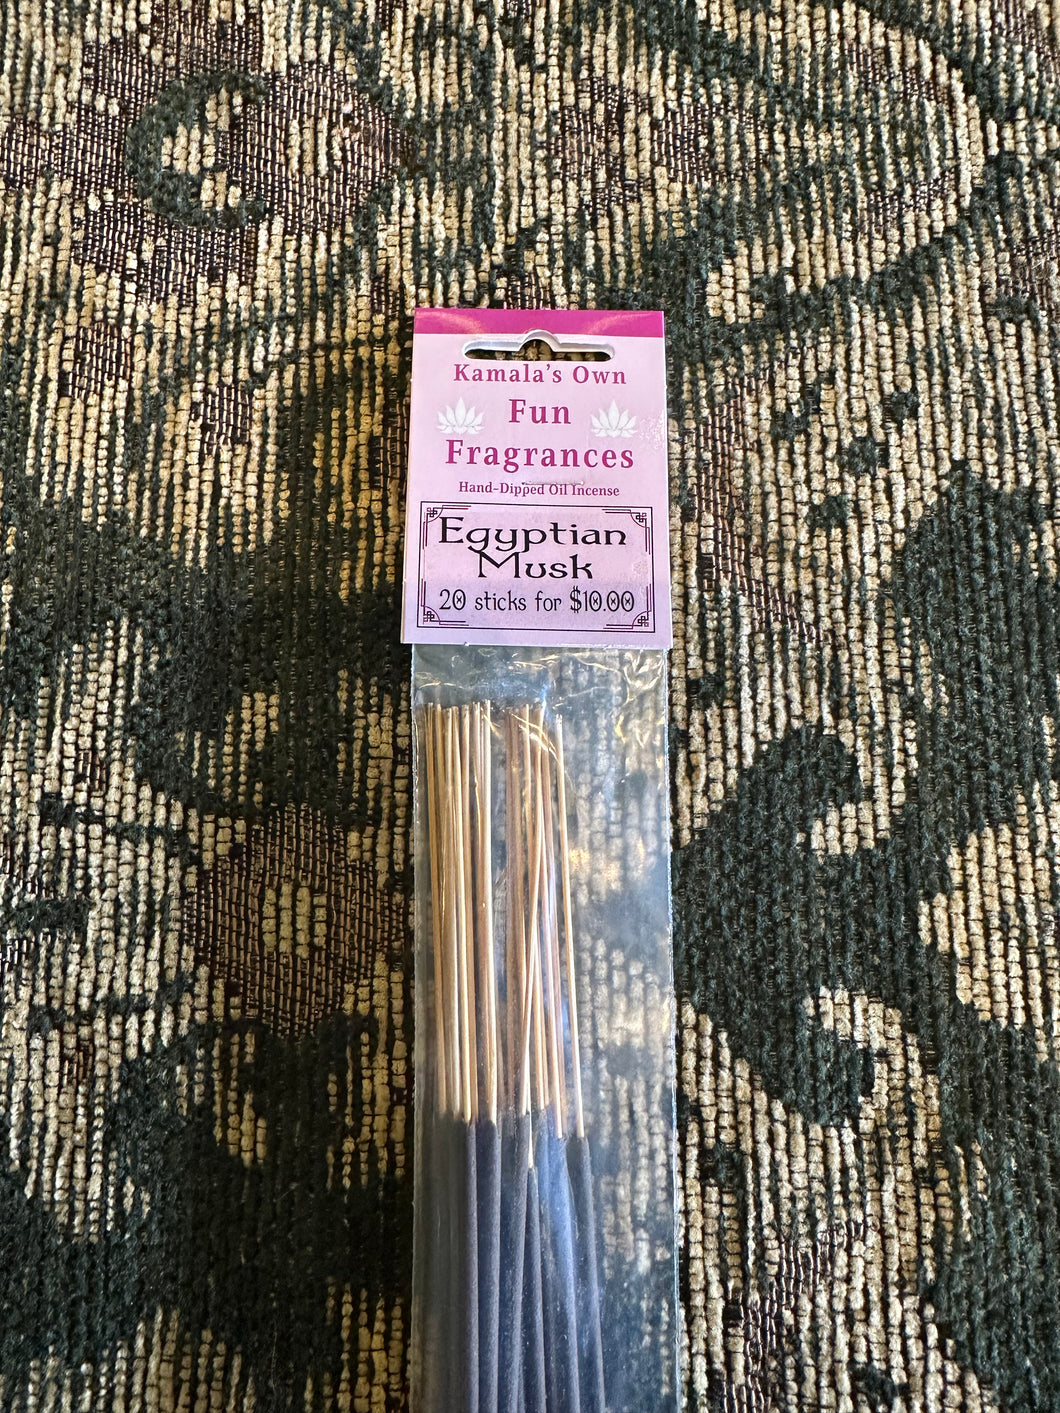 Kamala's Own
Fun
Fragrances
Hand-Dipped Oil Incense
Egyptian
Musk
20 sticks for $10.00